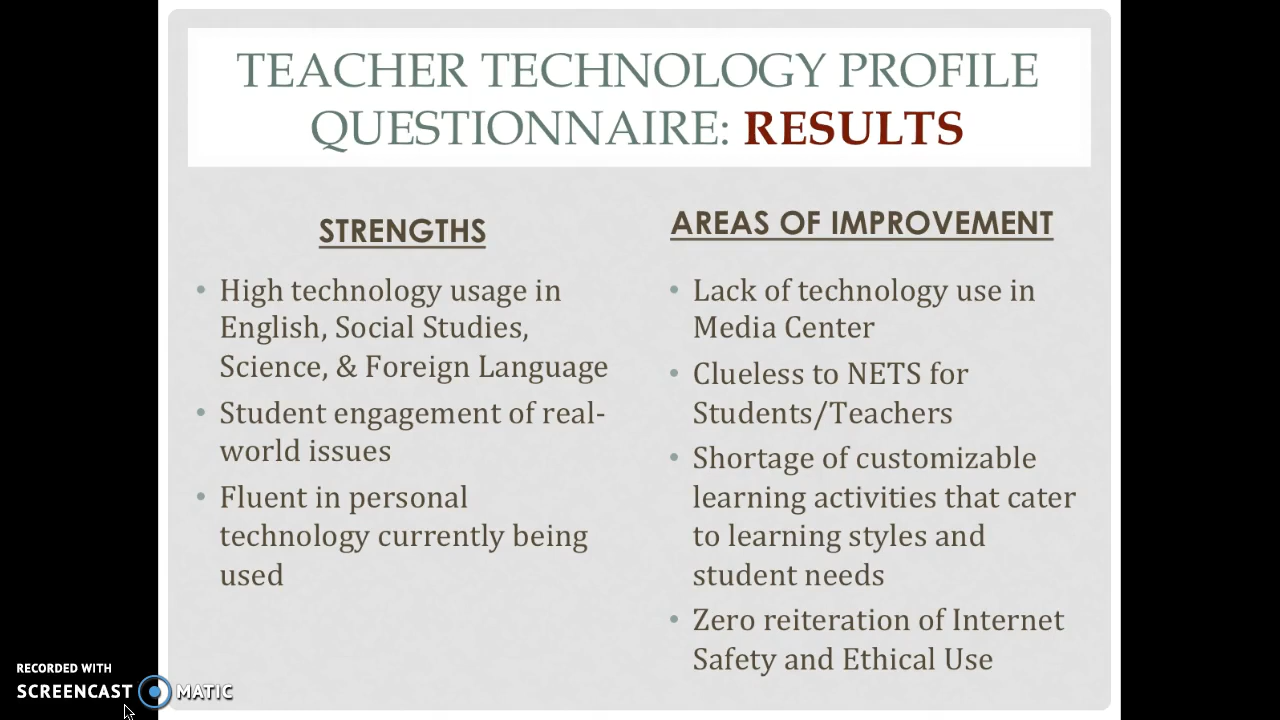 TEACHER TECHNOLOGY PROFILE
QUESTIONNAIRE: RESULTS
STRENGTHS
• High technology usage in
English, Social Studies,
Science, & Foreign Language
• Student engagement of real-
world issues
• Fluent in personal
technology currently being
used
AREAS OF IMPROVEMENT
• Lack of technology use in
Media Center
• Clueless to NETS for
Students/Teachers
• Shortage of customizable
learning activities that cater
to learning styles and
student needs
• Zero reiteration of Internet
Safety and Ethical Use
RECORDED WITH
SCREENCAST MATIC